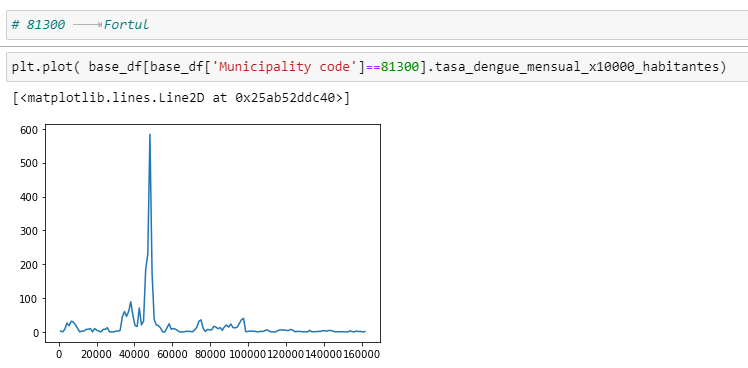 # 81300 ⟶Fortul
plt.plot( base_df[base_df['Municipality code']==81300].tasa_dengue_mensual_x10000_habitantes)
[<matplotlib.lines.Line2D at 0x25ab52ddc40>]
600
500
400
300
200
100
0
0 20000 40000 60000 80000 100000 120000 140000 160000